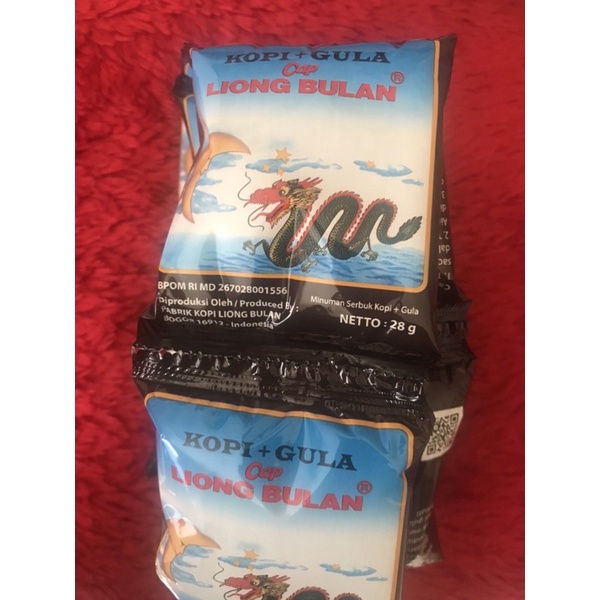 KOPI + GULA
Cap
LIONG BULAN®
BPOM RI MD 267028001556
Diproduksi Oleh / Produced By :
PABRIK KOPI LIONG BULAN
BOGOR 16912 - Indonesia
Minuman Serbuk Kopi + Gula
NETTO : 28 g
KOPI + GULA
Cap
LIONG BULAN®